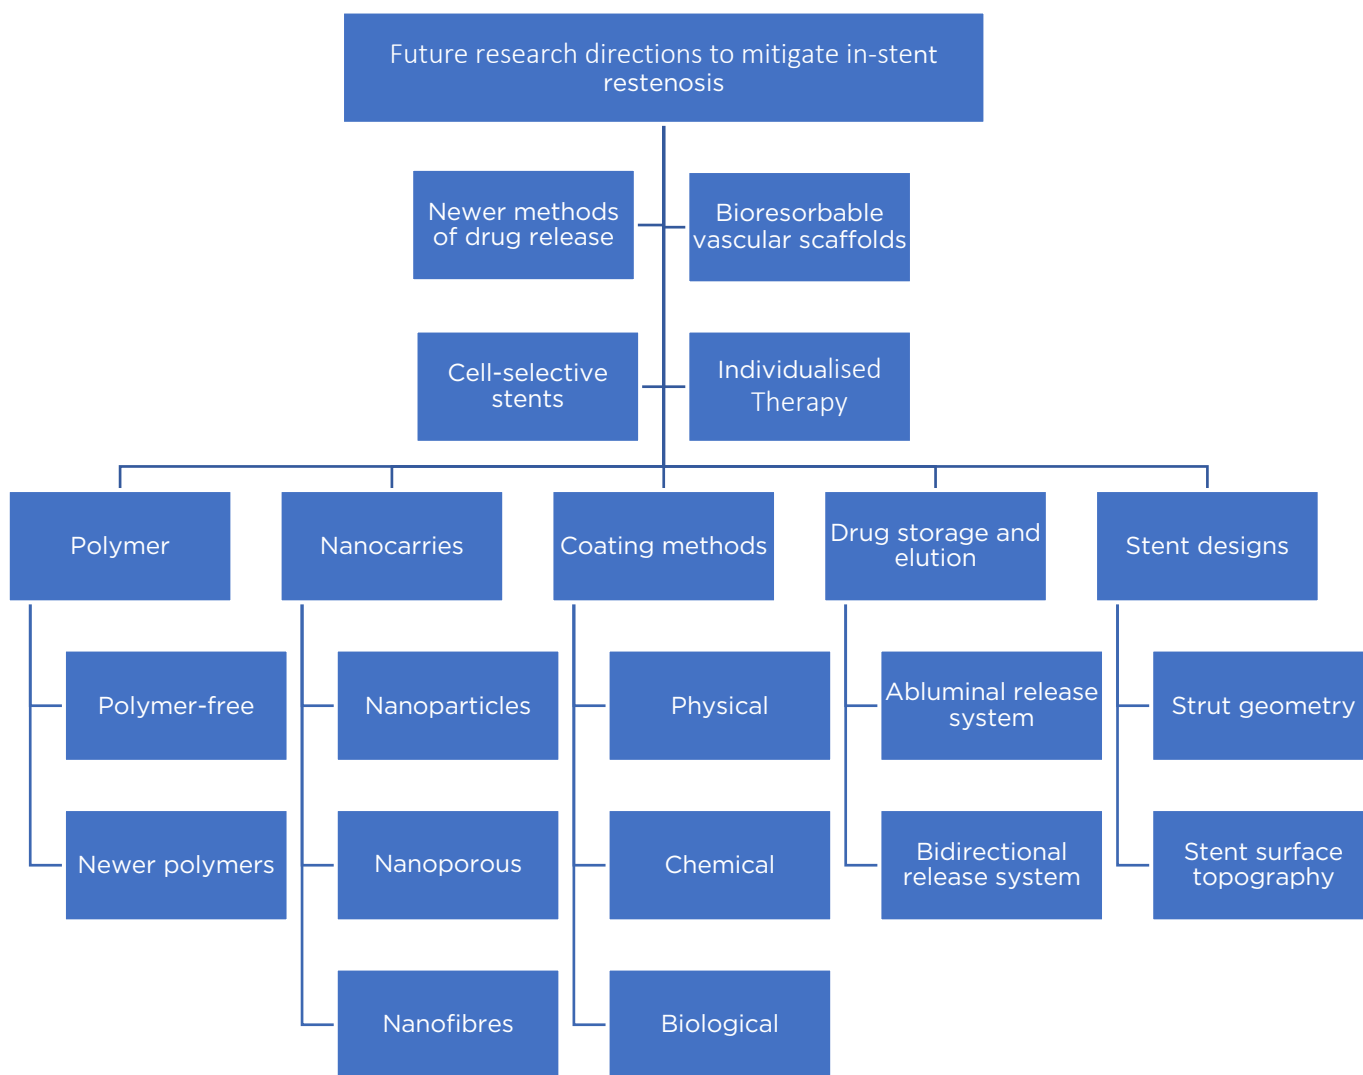 Future research directions to mitigate in-stent
restenosis
Newer methods
of drug release
Bioresorbable
vascular scaffolds
Cell-selective
stents
Individualised
Therapy
Polymer
Nanocarries
Coating methods
Drug storage and
elution
Stent designs
Polymer-free
Nanoparticles
Physical
Abluminal release
system
Strut geometry
Newer polymers
Nanoporous
Chemical
Bidirectional
release system
Stent surface
topography
Nanofibres
Biological